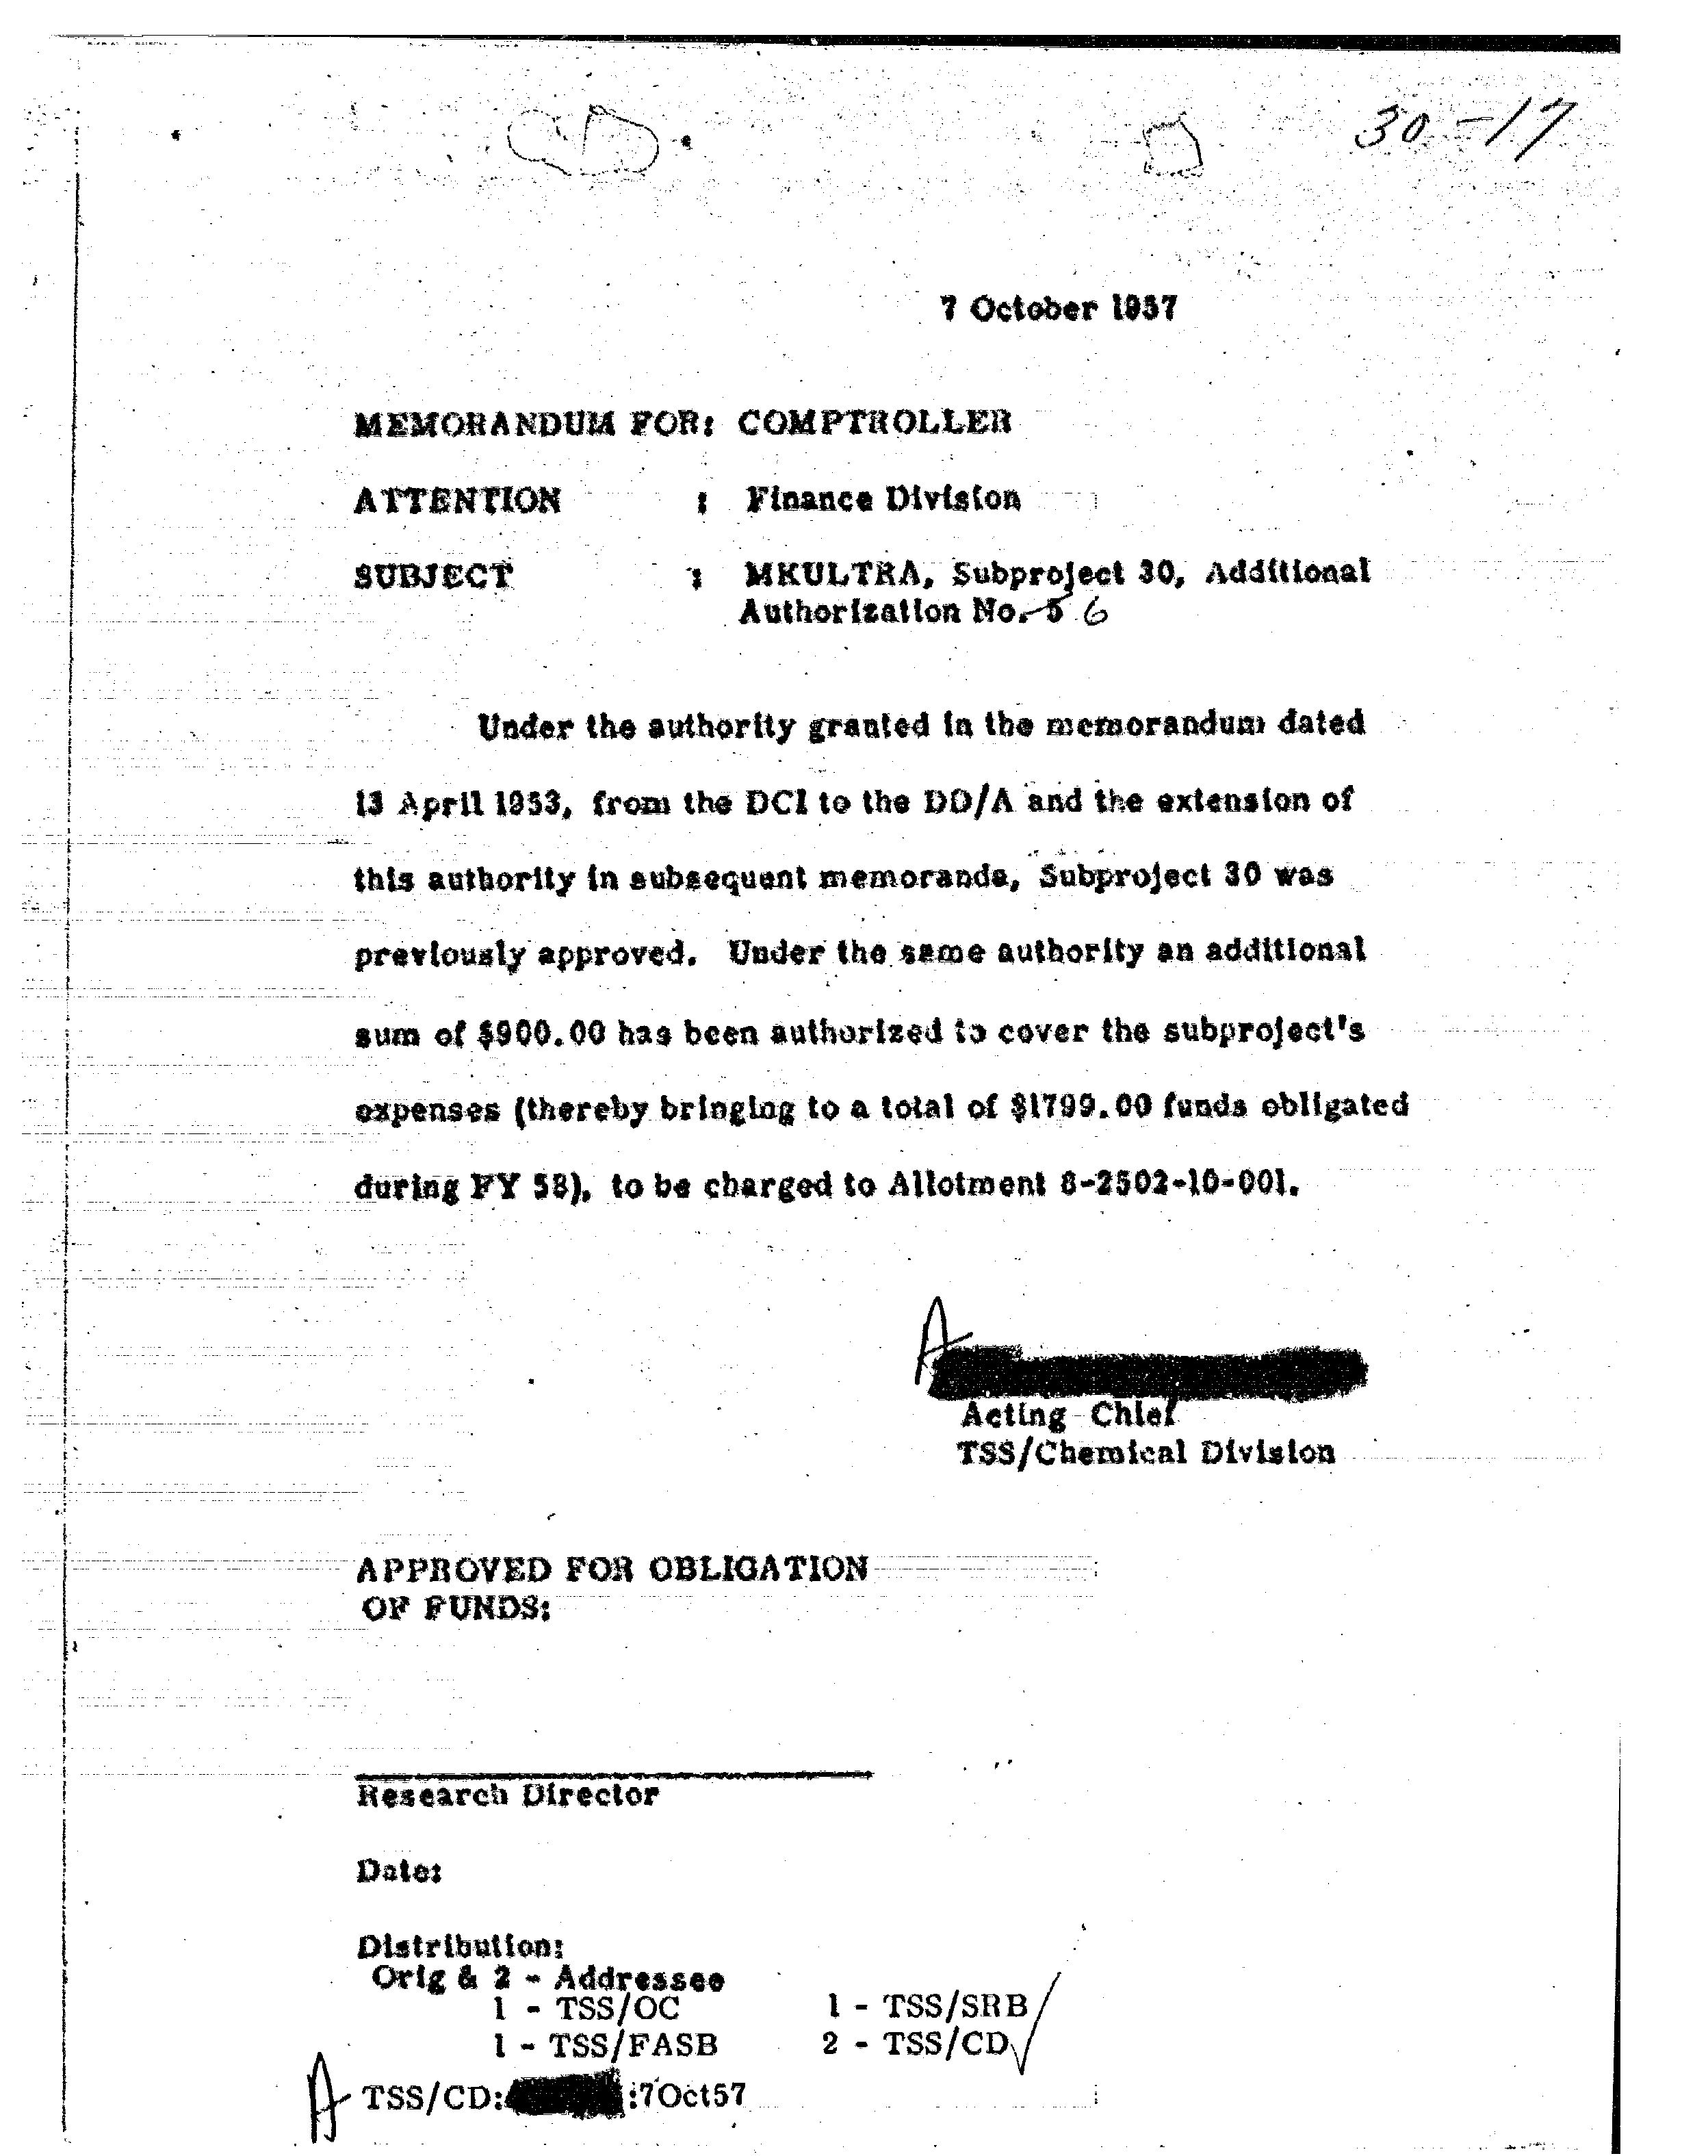 30-17
7 October 1957
MEMORANDUM FOR: COMPTROLLER
ATTENTION : Finance Division
SUBJECT : MKULTRA, Subproject 30, Additional
Authorization No. 5 6
Under the authority granted in the memorandum dated
13 April 1953, from the DCI to the DD/A and the extension of
this authority in subsequent memoranda, Subproject 30 was
previously approved. Under the same authority an additional
sum of $900.00 has been authorized to cover the subproject's
expenses (thereby bringing to a total of $1799.00 funds obligated
during FY 58), to be charged to Allotment 8-2502-10-001.
A
Acting Chief
TSS/Chemical Division
APPROVED FOR OBLIGATION
OF FUNDS:
Research Director
Date:
Distribution:
Orig & 2 - Addressee
1 - TSS/OC 1 - TSS/SRB
1 - TSS/FASB 2 - TSS/CD
A TSS/CD: :7Oct57